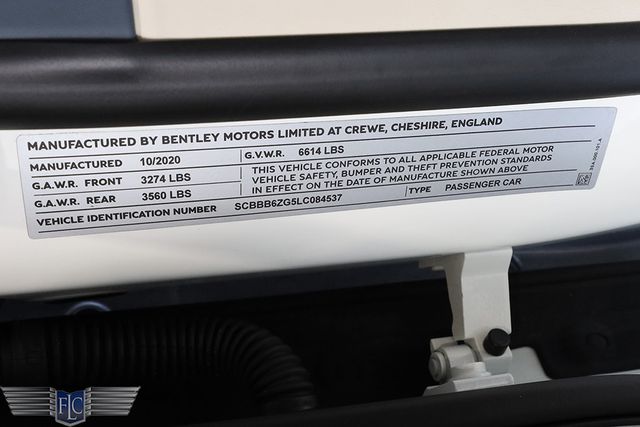 MANUFACTURED BY BENTLEY MOTORS LIMITED AT CREWE, CHESHIRE, ENGLAND
MANUFACTURED 10/2020 G.V.W.R. 6614 LBS
G.A.W.R. FRONT 3274 LBS
G.A.W.R. REAR 3560 LBS
THIS VEHICLE CONFORMS TO ALL APPLICABLE FEDERAL MOTOR
VEHICLE SAFETY, BUMPER AND THEFT PREVENTION STANDARDS
IN EFFECT ON THE DATE OF MANUFACTURE SHOWN ABOVE
VEHICLE IDENTIFICATION NUMBER SCBBB6ZG5LC084537 TYPE PASSENGER CAR
FLC